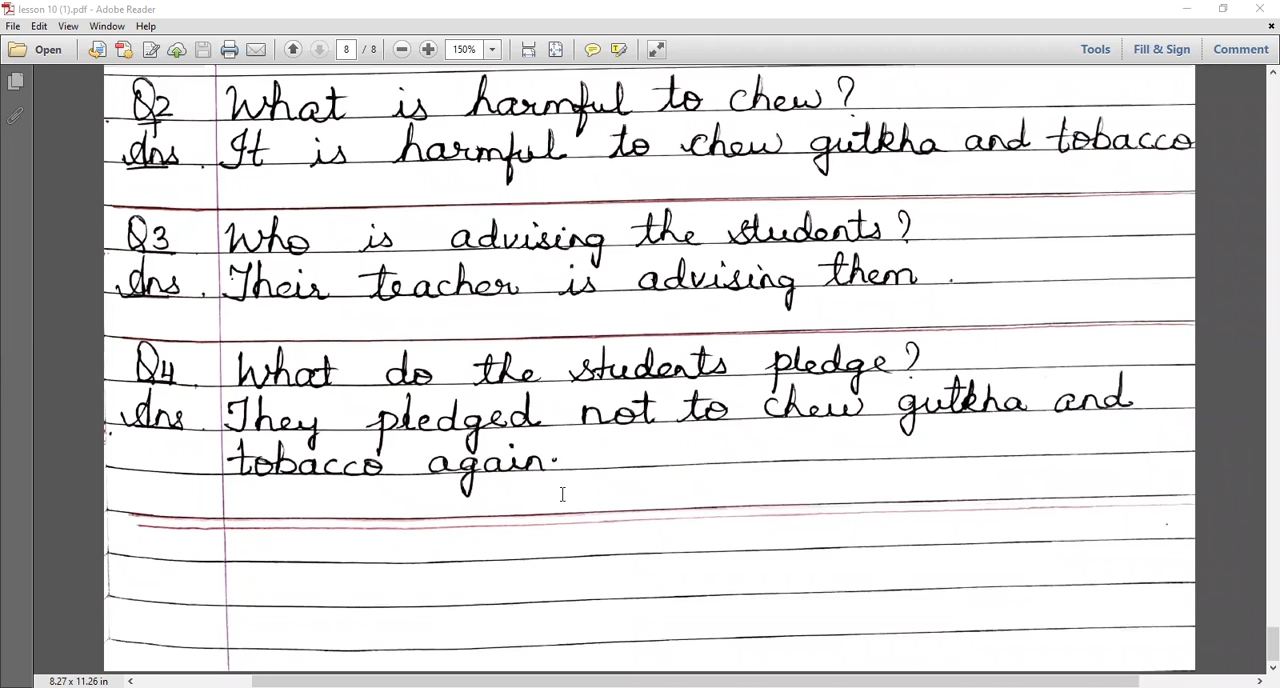 lesson 10 (1).pdf - Adobe Reader
File Edit View Window Help
Open 8 / 8 150% Tools Fill & Sign Comment
Q2 What is harmful to chew?
Ans. It is harmful to chew gutkha and tobacco
Q3 Who is advising the students?
Ans. Their teacher is advising them.
Q4 What do the students pledge?
Ans. They pledged not to chew gutkha and
tobacco again.
8.27 x 11.26 in